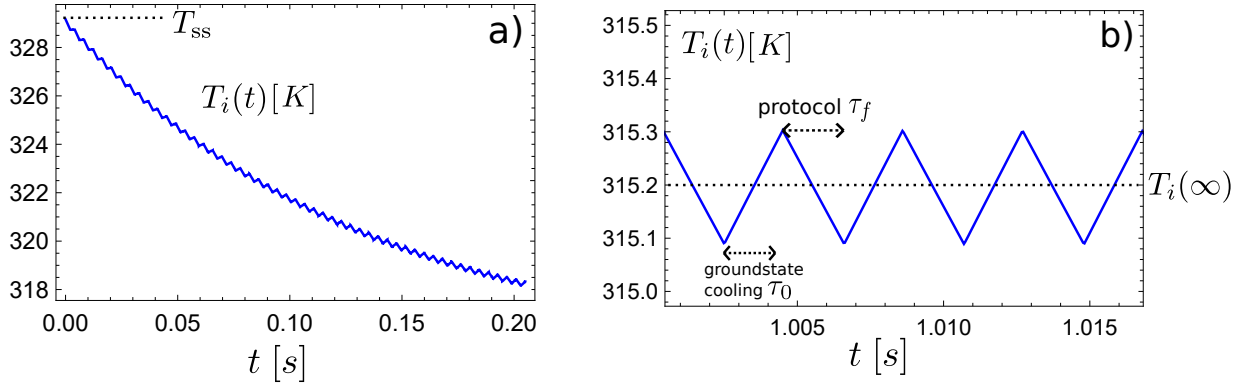 T_ss
a)
T_i(t)[K]
328
326
324
322
320
318
0.00 0.05 0.10 0.15 0.20
t [s]
b)
T_i(t)[K]
315.5
315.4
315.3
315.2
315.1
315.0
protocol τ_f
T_i(∞)
groundstate
cooling τ_0
1.005 1.010 1.015
t [s]